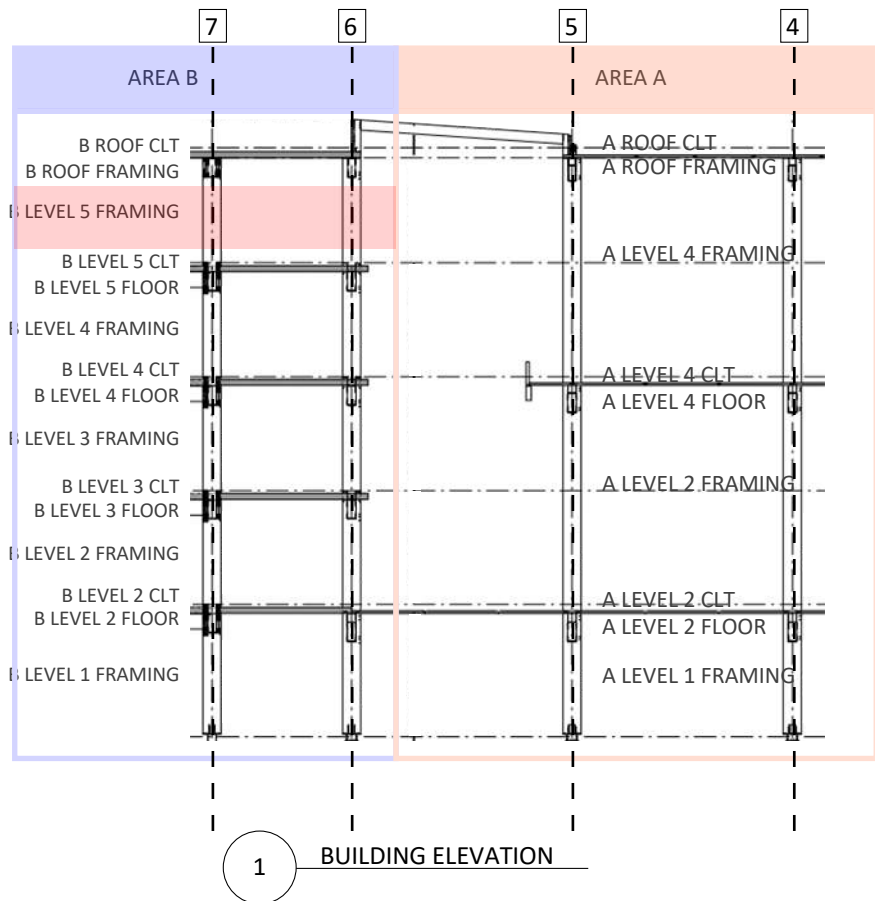 7 6 5 4
AREA B
AREA A
B ROOF CLT
B ROOF FRAMING
B LEVEL 5 FRAMING
B LEVEL 5 CLT
B LEVEL 5 FLOOR
B LEVEL 4 FRAMING
B LEVEL 4 CLT
B LEVEL 4 FLOOR
B LEVEL 3 FRAMING
B LEVEL 3 CLT
B LEVEL 3 FLOOR
B LEVEL 2 FRAMING
B LEVEL 2 CLT
B LEVEL 2 FLOOR
B LEVEL 1 FRAMING
A ROOF CLT
A ROOF FRAMING
A LEVEL 4 FRAMING
A LEVEL 4 CLT
A LEVEL 4 FLOOR
A LEVEL 2 FRAMING
A LEVEL 2 CLT
A LEVEL 2 FLOOR
A LEVEL 1 FRAMING
1 BUILDING ELEVATION